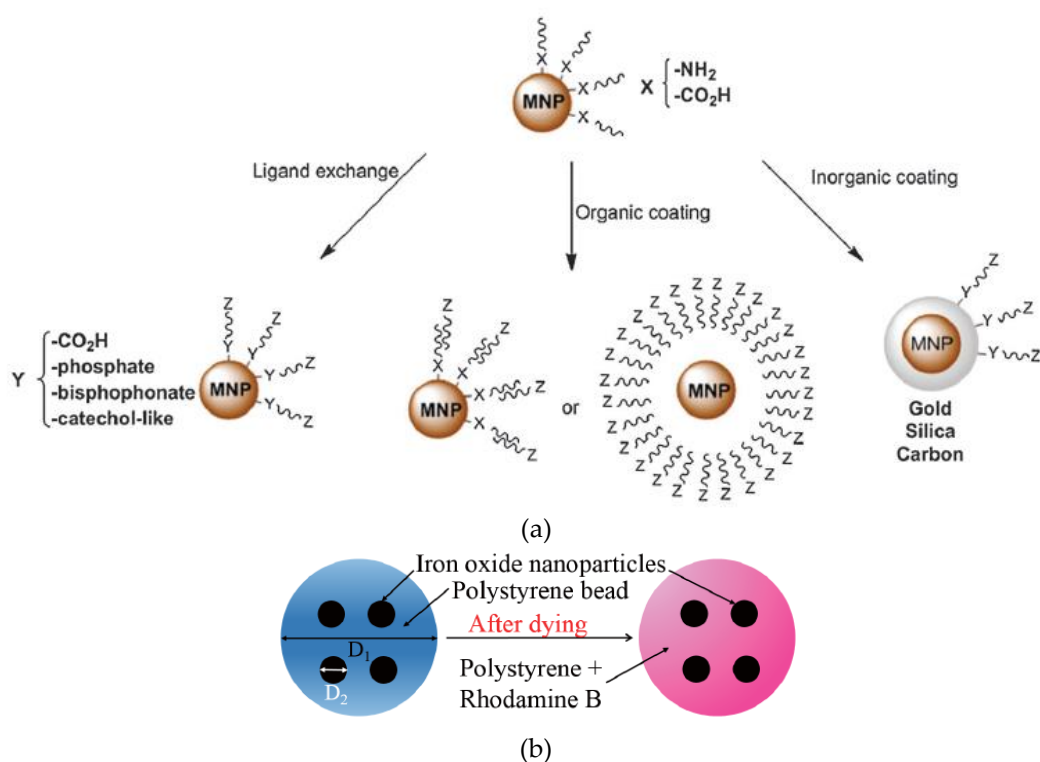 X
X
X
X
MNP
X
-NH₂
-CO₂H
Ligand exchange
Organic coating
Inorganic coating
Y
-CO₂H
-phosphate
-bisphophonate
-catechol-like
Z
Z
Z
Z
Y
Y
Y
Y
MNP
Z
Z
Z
Z
X
X
X
X
MNP
or
MNP
Z Z Z Z Z Z Z Z Z Z Z Z Z Z Z Z Z Z Z Z Z Z Z Z Z Z Z Z Z Z
Z
Z
Z
Y
Y
Y
MNP
Gold
Silica
Carbon
(a)
Iron oxide nanoparticles
Polystyrene bead
After dying
D₁
D₂
Polystyrene +
Rhodamine B
(b)